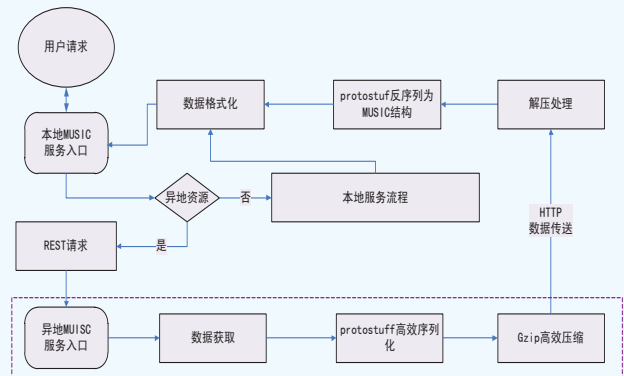 用户请求
本地MUSIC
服务入口
数据格式化
protostuf反序列为
MUSIC结构
解压处理
异地资源
否
本地服务流程
HTTP
数据传送
REST请求
是
异地MUISC
服务入口
数据获取
protostuff高效序列
化
Gzip高效压缩